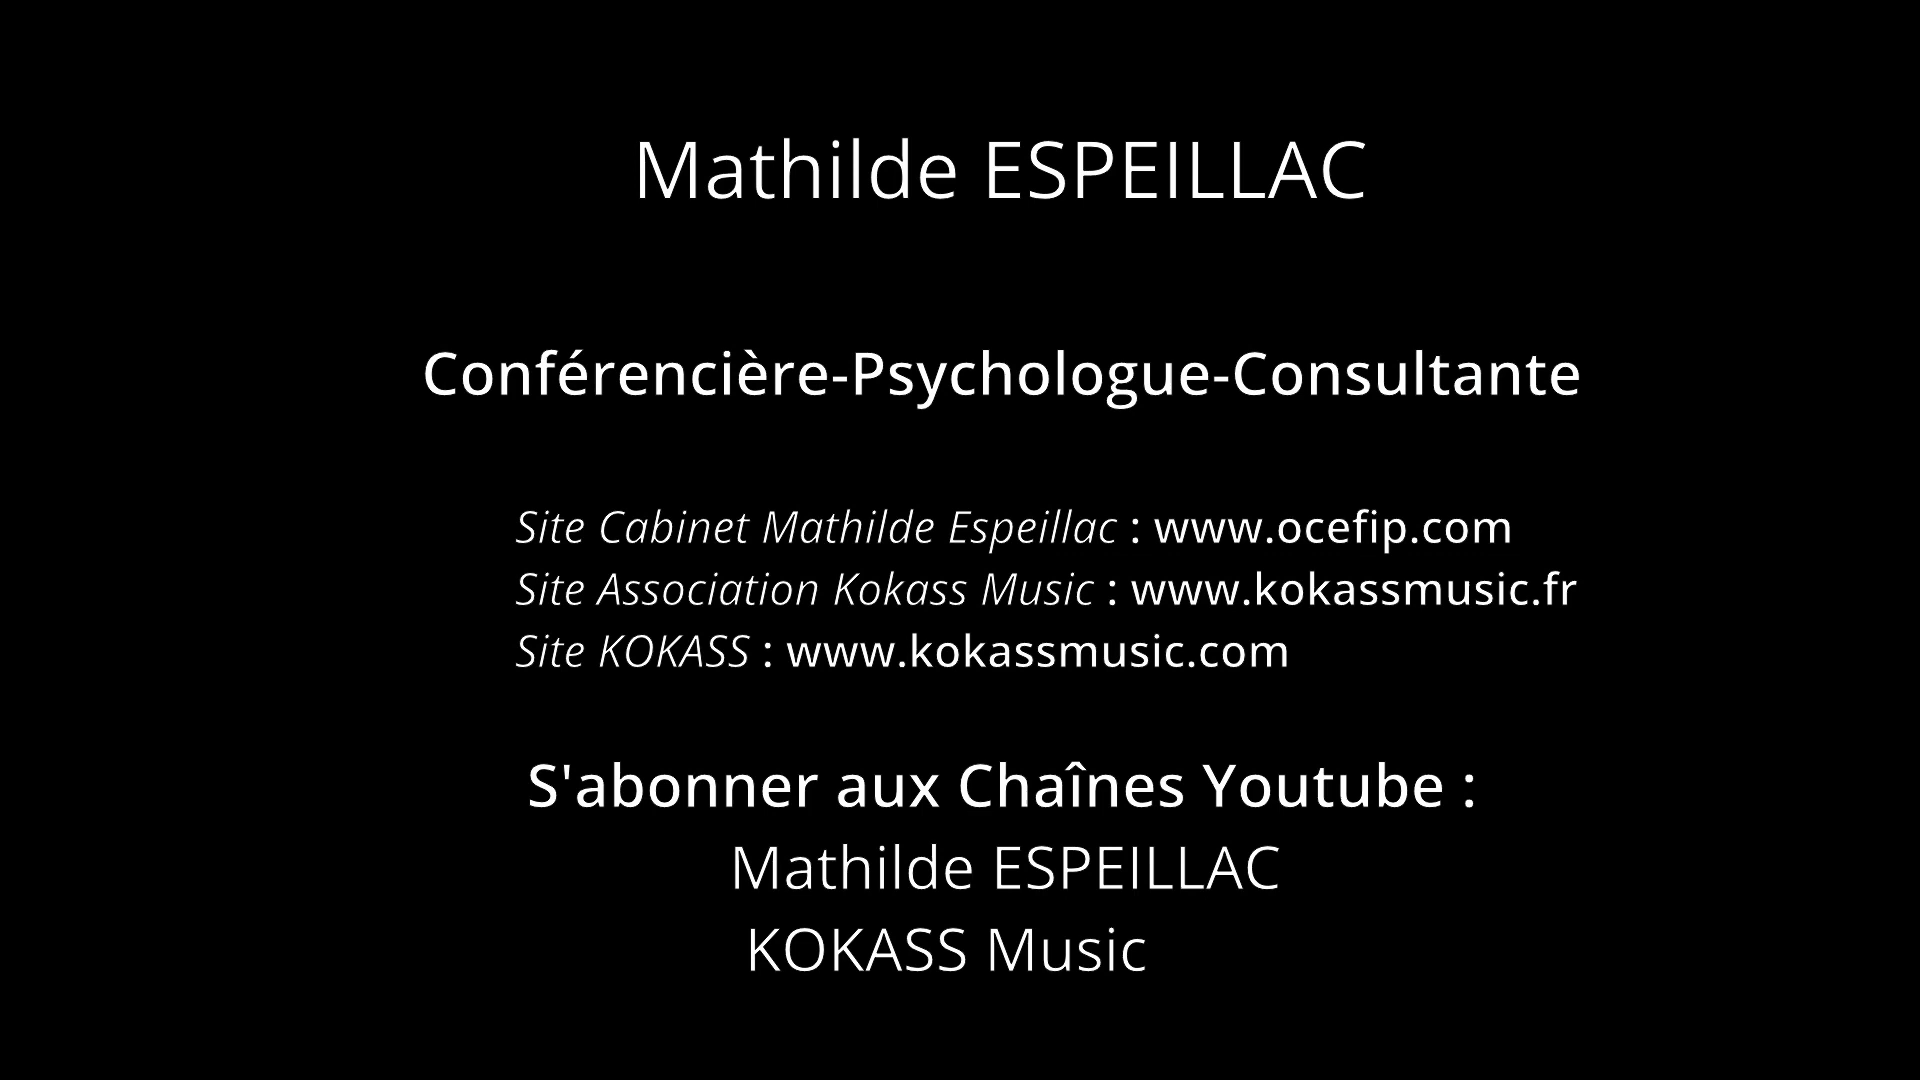 Mathilde ESPEILLAC
Conférencière-Psychologue-Consultante
Site Cabinet Mathilde Espeillac : www.ocefip.com
Site Association Kokass Music : www.kokassmusic.fr
Site KOKASS : www.kokassmusic.com
S'abonner aux Chaînes Youtube :
Mathilde ESPEILLAC
KOKASS Music